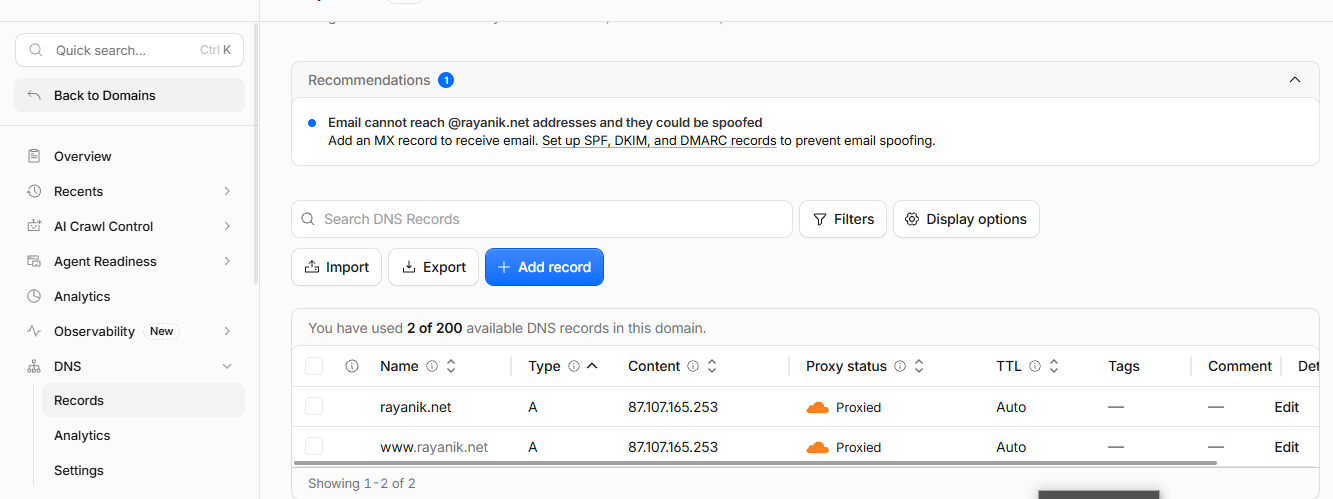 Quick search... Ctrl K
Back to Domains
Overview
Recents
AI Crawl Control
Agent Readiness
Analytics
Observability New
DNS
Records
Analytics
Settings
Recommendations 1
Email cannot reach @rayanik.net addresses and they could be spoofed
Add an MX record to receive email. Set up SPF, DKIM, and DMARC records to prevent email spoofing.
Search DNS Records Filters Display options
Import Export + Add record
You have used 2 of 200 available DNS records in this domain.
Name Type Content Proxy status TTL Tags Comment Det
rayanik.net A 87.107.165.253 Proxied Auto — — Edit
www.rayanik.net A 87.107.165.253 Proxied Auto — — Edit
Showing 1-2 of 2